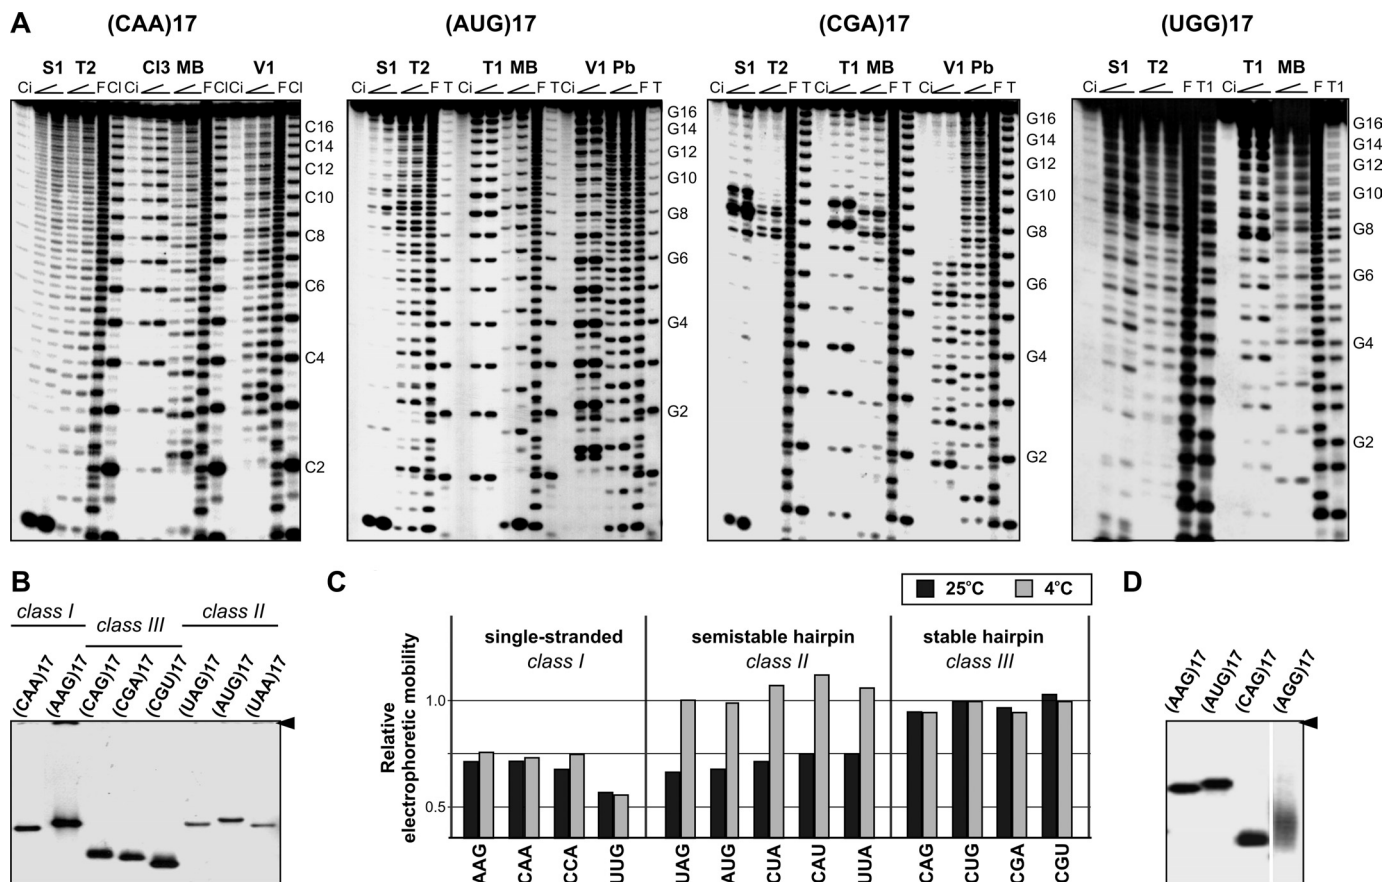 A
(CAA)17 (AUG)17 (CGA)17 (UGG)17
S1 T2 Cl3 MB V1
Ci F Cl Ci F Cl Ci F Cl
S1 T2 T1 MB V1 Pb
Ci F T Ci F T Ci F T
S1 T2 T1 MB V1 Pb
Ci F T Ci F T Ci F T
S1 T2 T1 MB
Ci F T1 Ci F T1
C16
C14
C12
C10
C8
C6
C4
C2
G16
G14
G12
G10
G8
G6
G4
G2
G16
G14
G12
G10
G8
G6
G4
G2
G16
G14
G12
G10
G8
G6
G4
G2
B
class I class III class II
(CAA)17 (AAG)17 (CAG)17 (CGA)17 (CGU)17 (UAG)17 (AUG)17 (UAA)17
C
25°C 4°C
Relative
electrophoretic mobility
1.0
0.5
single-stranded
class I
semistable hairpin
class II
stable hairpin
class III
AAG CAA CCA UUG UAG AUG CUA CAU UUA CAG CUG CGA CGU
D
(AAG)17 (AUG)17 (CAG)17 (AGG)17